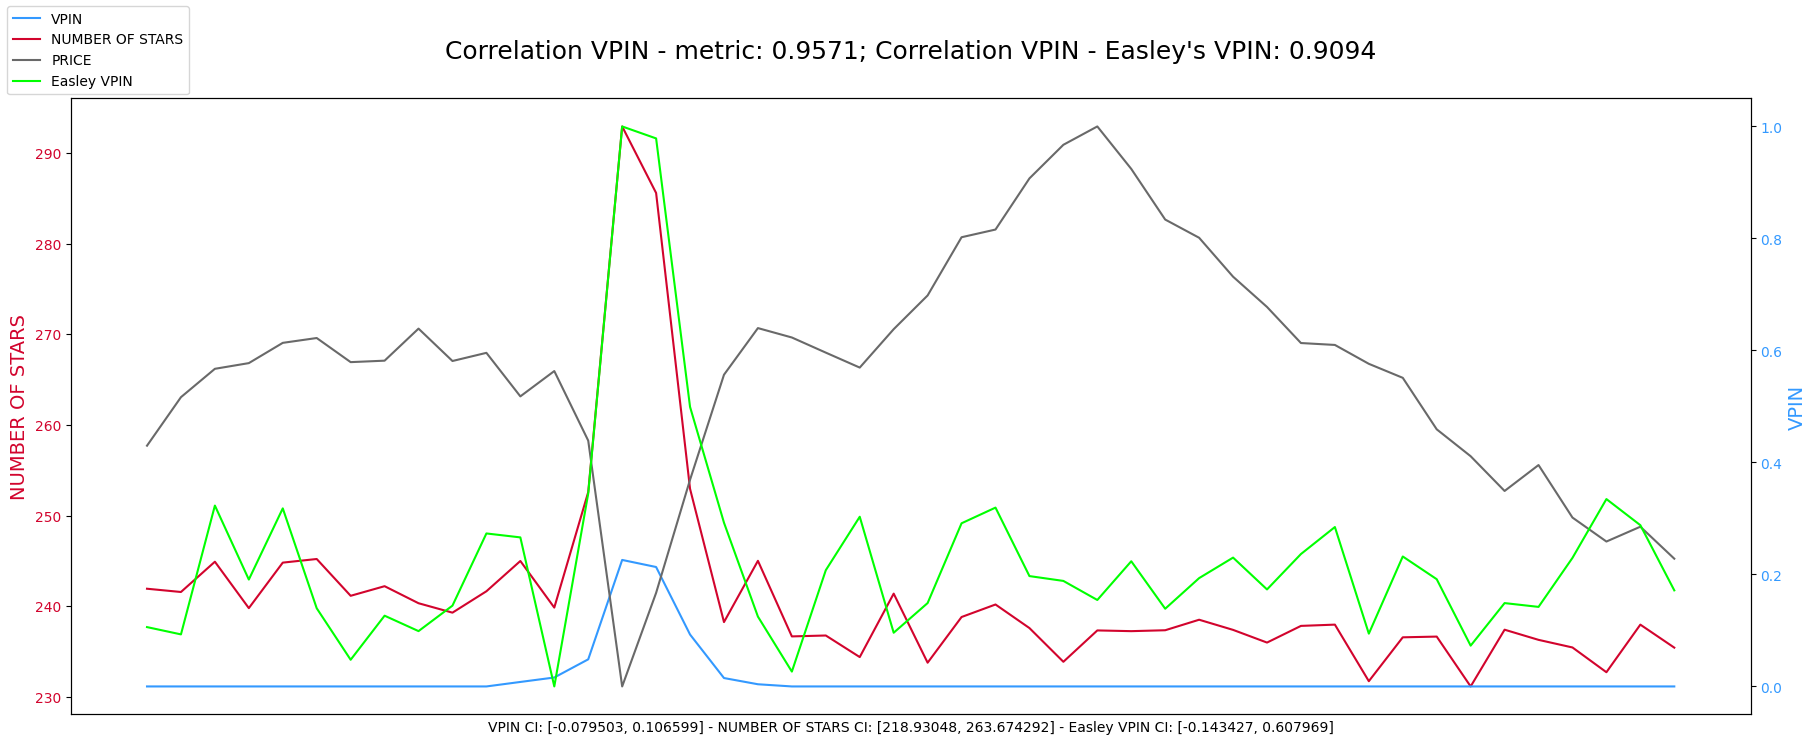 VPIN
NUMBER OF STARS
PRICE
Easley VPIN
Correlation VPIN - metric: 0.9571; Correlation VPIN - Easley's VPIN: 0.9094
290
280
270
260
250
240
230
NUMBER OF STARS
1.0
0.8
0.6
0.4
0.2
0.0
VPIN
VPIN CI: [-0.079503, 0.106599] - NUMBER OF STARS CI: [218.93048, 263.674292] - Easley VPIN CI: [-0.143427, 0.607969]